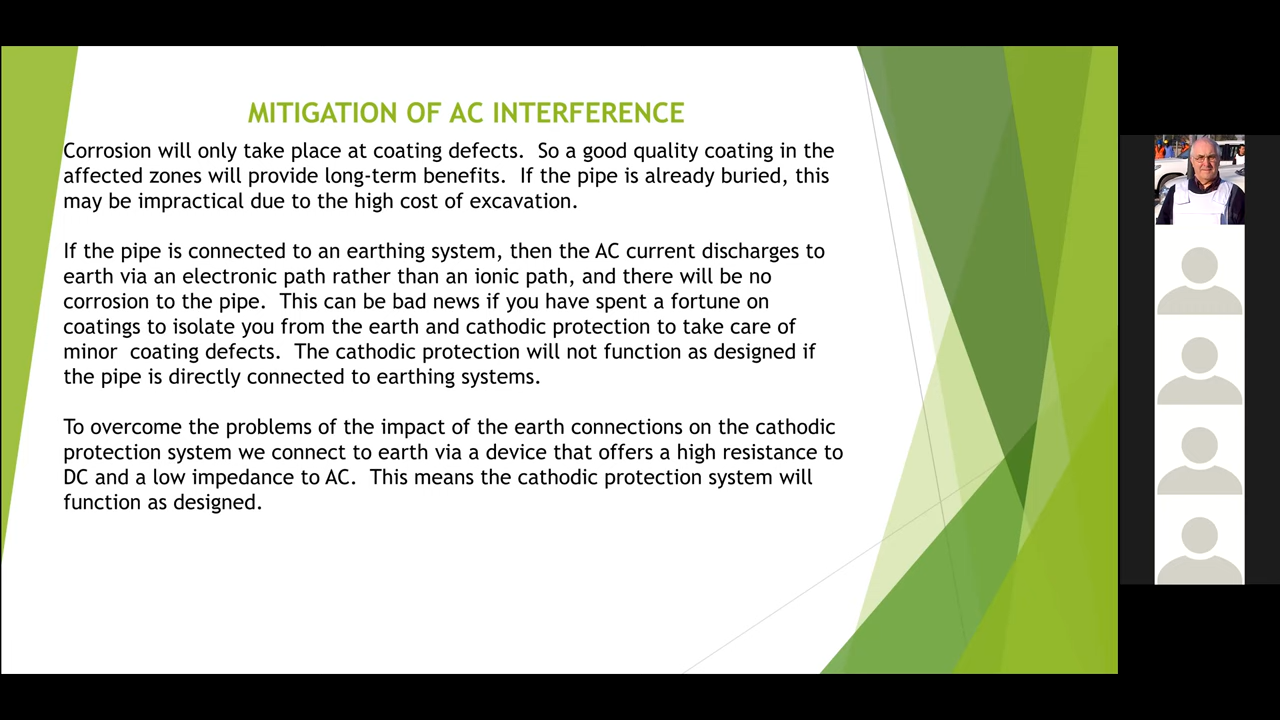 MITIGATION OF AC INTERFERENCE
Corrosion will only take place at coating defects.  So a good quality coating in the
affected zones will provide long-term benefits.  If the pipe is already buried, this
may be impractical due to the high cost of excavation.
If the pipe is connected to an earthing system, then the AC current discharges to
earth via an electronic path rather than an ionic path, and there will be no
corrosion to the pipe.  This can be bad news if you have spent a fortune on
coatings to isolate you from the earth and cathodic protection to take care of
minor  coating defects.  The cathodic protection will not function as designed if
the pipe is directly connected to earthing systems.
To overcome the problems of the impact of the earth connections on the cathodic
protection system we connect to earth via a device that offers a high resistance to
DC and a low impedance to AC.  This means the cathodic protection system will
function as designed.